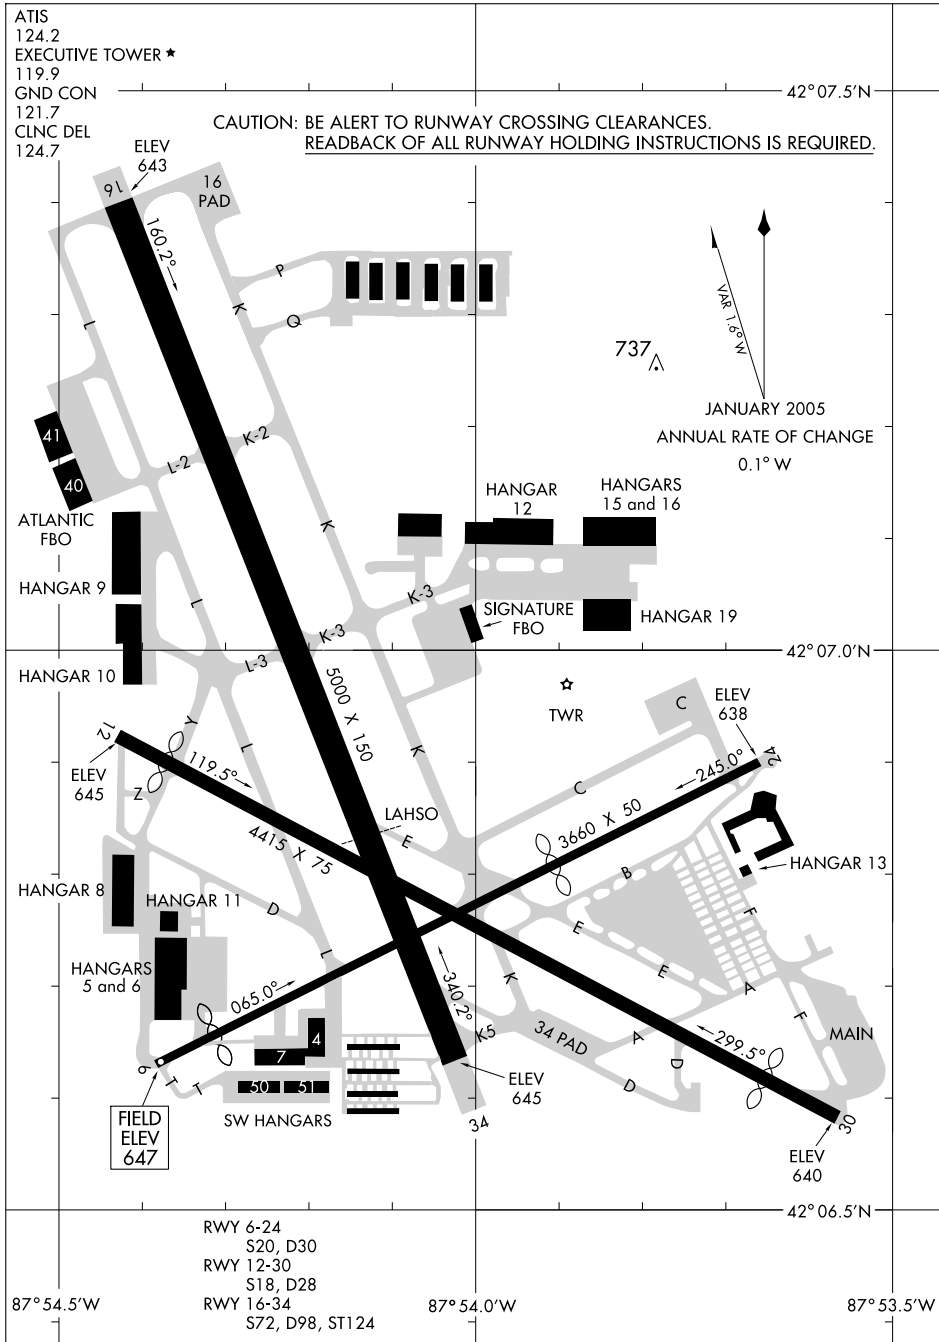 ATIS
124.2
EXECUTIVE TOWER
119.9
GND CON
121.7
CLNC DEL
124.7
42°07.5'N
CAUTION: BE ALERT TO RUNWAY CROSSING CLEARANCES.
READBACK OF ALL RUNWAY HOLDING INSTRUCTIONS IS REQUIRED.
ELEV
643
16
16
PAD
160.2°
P
K
Q
L
VAR 1.6° W
737
JANUARY 2005
ANNUAL RATE OF CHANGE
0.1° W
41
40
L-2
K-2
ATLANTIC
FBO
HANGAR
12
HANGARS
15 and 16
K
HANGAR 9
L
K-3
K-3
SIGNATURE
FBO
HANGAR 19
42°07.0'N
HANGAR 10
L-3
5000 X 150
TWR
C
ELEV
638
12
Y
L
K
24
ELEV
645
Z
119.5°
245.0°
C
LAHSO
4415 X 75
E
3660 X 50
HANGAR 13
HANGAR 8
B
HANGAR 11
D
F
E
L
HANGARS
5 and 6
065.0°
340.2°
K
E
A
F
MAIN
4
7
K5
34 PAD
A
D
D
299.5°
6
T
T
50
51
ELEV
645
FIELD
ELEV
647
SW HANGARS
34
30
ELEV
640
42°06.5'N
RWY 6-24
S20, D30
RWY 12-30
S18, D28
RWY 16-34
S72, D98, ST124
87°54.5'W
87°54.0'W
87°53.5'W